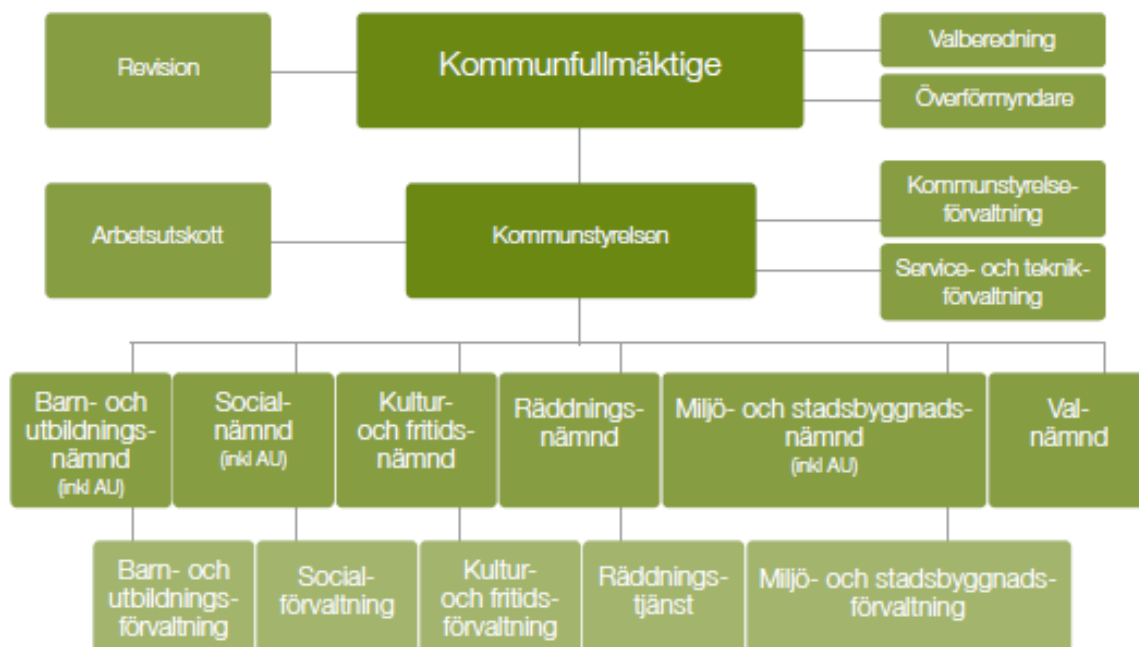 Revision
Kommunfullmäktige
Valberedning
Överförmyndare
Arbetsutskott
Kommunstyrelsen
Kommunstyrelse-
förvaltning
Service- och teknik-
förvaltning
Barn- och
utbildnings-
nämnd
(inkl AU)
Social-
nämnd
(inkl AU)
Kultur-
och fritids-
nämnd
Räddnings-
nämnd
Miljö- och stadsbyggnads-
nämnd
(inkl AU)
Val-
nämnd
Barn- och
utbildnings-
förvaltning
Social-
förvaltning
Kultur-
och fritids-
förvaltning
Räddnings-
tjänst
Miljö- och stadsbyggnads-
förvaltning